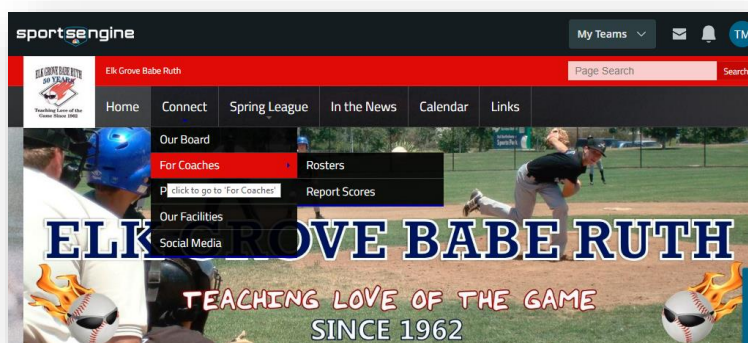 sportsengine
My Teams
TM
ELK GROVE BABE RUTH
50 YEARS
Teaching Love of the
Game Since 1962
Elk Grove Babe Ruth
Page Search
Search
Home Connect Spring League In the News Calendar Links
Our Board
For Coaches
Rosters
P
click to go to 'For Coaches'
Report Scores
Our Facilities
Social Media
Sports Park
ELK GROVE BABE RUTH
TEACHING LOVE OF THE GAME
SINCE 1962